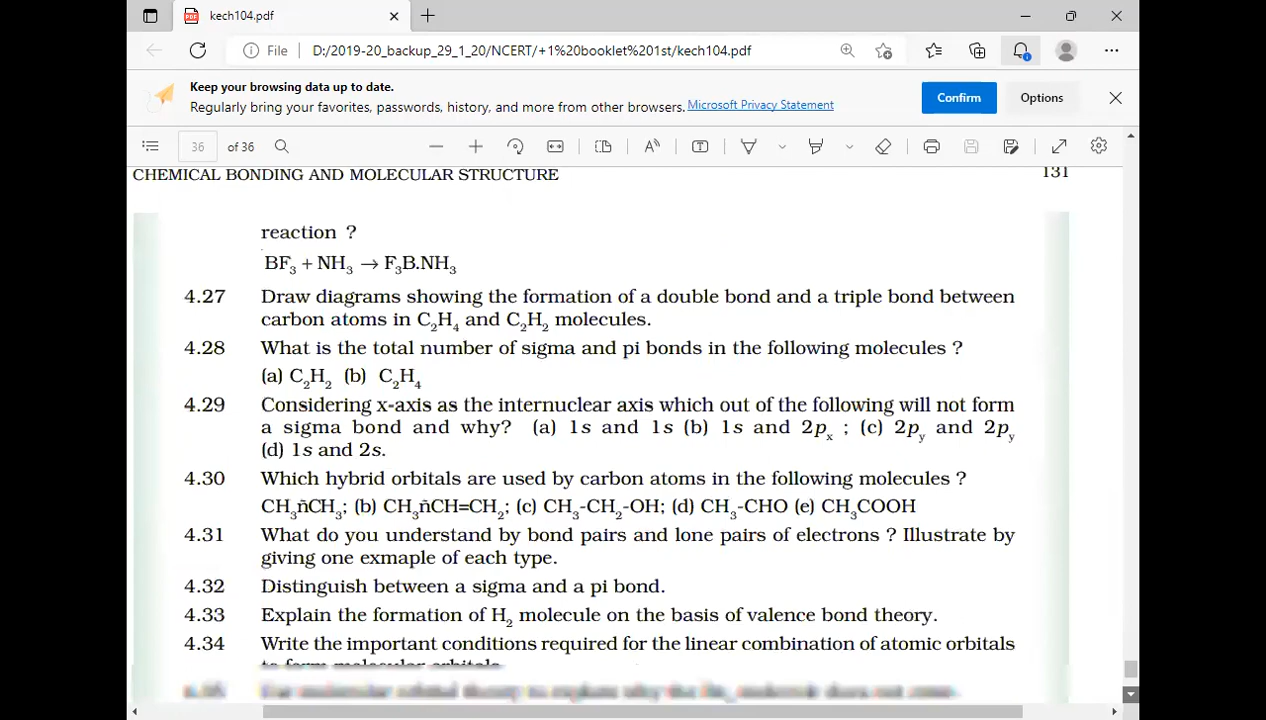 kech104.pdf
File D:/2019-20_backup_29_1_20/NCERT/+1%20booklet%201st/kech104.pdf
Keep your browsing data up to date.
Regularly bring your favorites, passwords, history, and more from other browsers. Microsoft Privacy Statement
Confirm Options
36 of 36
CHEMICAL BONDING AND MOLECULAR STRUCTURE 131
reaction ?
BF3 + NH3 → F3B.NH3
4.27 Draw diagrams showing the formation of a double bond and a triple bond between
carbon atoms in C2H4 and C2H2 molecules.
4.28 What is the total number of sigma and pi bonds in the following molecules ?
(a) C2H2 (b) C2H4
4.29 Considering x-axis as the internuclear axis which out of the following will not form
a sigma bond and why? (a) 1s and 1s (b) 1s and 2px ; (c) 2py and 2py
(d) 1s and 2s.
4.30 Which hybrid orbitals are used by carbon atoms in the following molecules ?
CH3ñCH3; (b) CH3ñCH=CH2; (c) CH3-CH2-OH; (d) CH3-CHO (e) CH3COOH
4.31 What do you understand by bond pairs and lone pairs of electrons ? Illustrate by
giving one exmaple of each type.
4.32 Distinguish between a sigma and a pi bond.
4.33 Explain the formation of H2 molecule on the basis of valence bond theory.
4.34 Write the important conditions required for the linear combination of atomic orbitals
to form molecular orbitals.